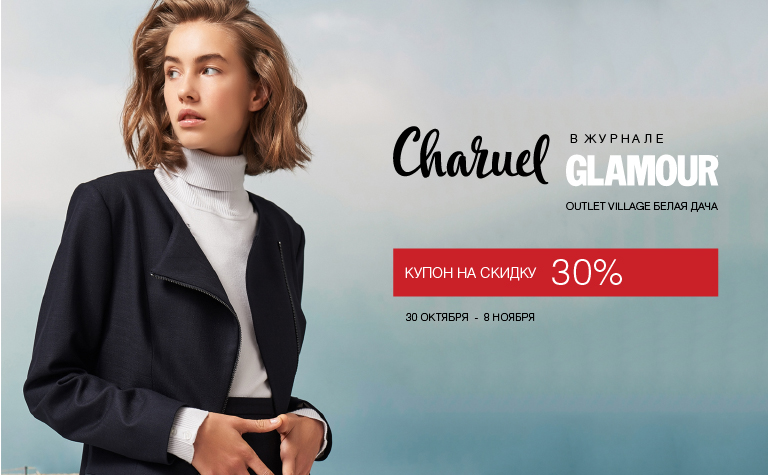 Charuel
В ЖУРНАЛЕ
GLAMOUR
OUTLET VILLAGE БЕЛАЯ ДАЧА
КУПОН НА СКИДКУ 30%
30 ОКТЯБРЯ - 8 НОЯБРЯ